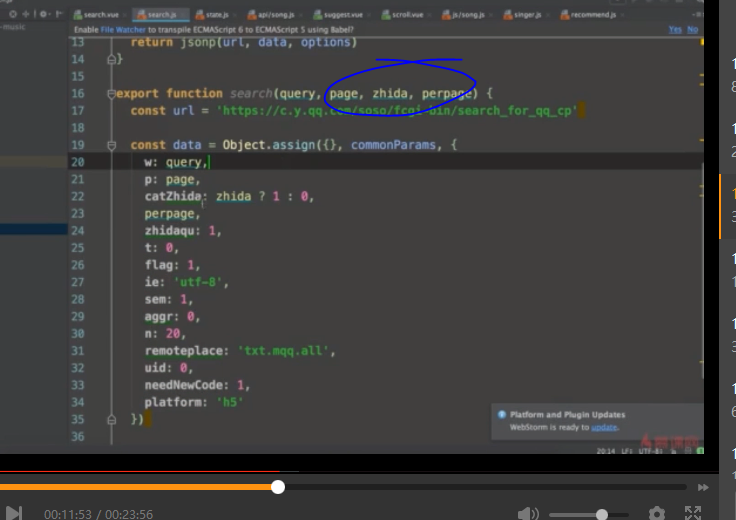 search.vue search.js state.js api/song.js suggest.vue scroll.vue js/song.js singer.js recommend.js
Enable File Watcher to transpile ECMAScript 6 to ECMAScript 5 using Babel? Yes No
-music
13 return jsonp(url, data, options)
14 }
15
16 export function search(query, page, zhida, perpage) {
17 const url = 'https://c.y.qq.com/soso/fcgi-bin/search_for_qq_cp'
18
19 const data = Object.assign({}, commonParams, {
20 w: query,
21 p: page,
22 catZhida: zhida ? 1 : 0,
23 perpage,
24 zhidaqu: 1,
25 t: 0,
26 flag: 1,
27 ie: 'utf-8',
28 sem: 1,
29 aggr: 0,
30 n: 20,
31 remoteplace: 'txt.mqq.all',
32 uid: 0,
33 needNewCode: 1,
34 platform: 'h5'
35 })
36
Platform and Plugin Updates
WebStorm is ready to update.
20:14 LF: UTF-8:
00:11:53 / 00:23:56